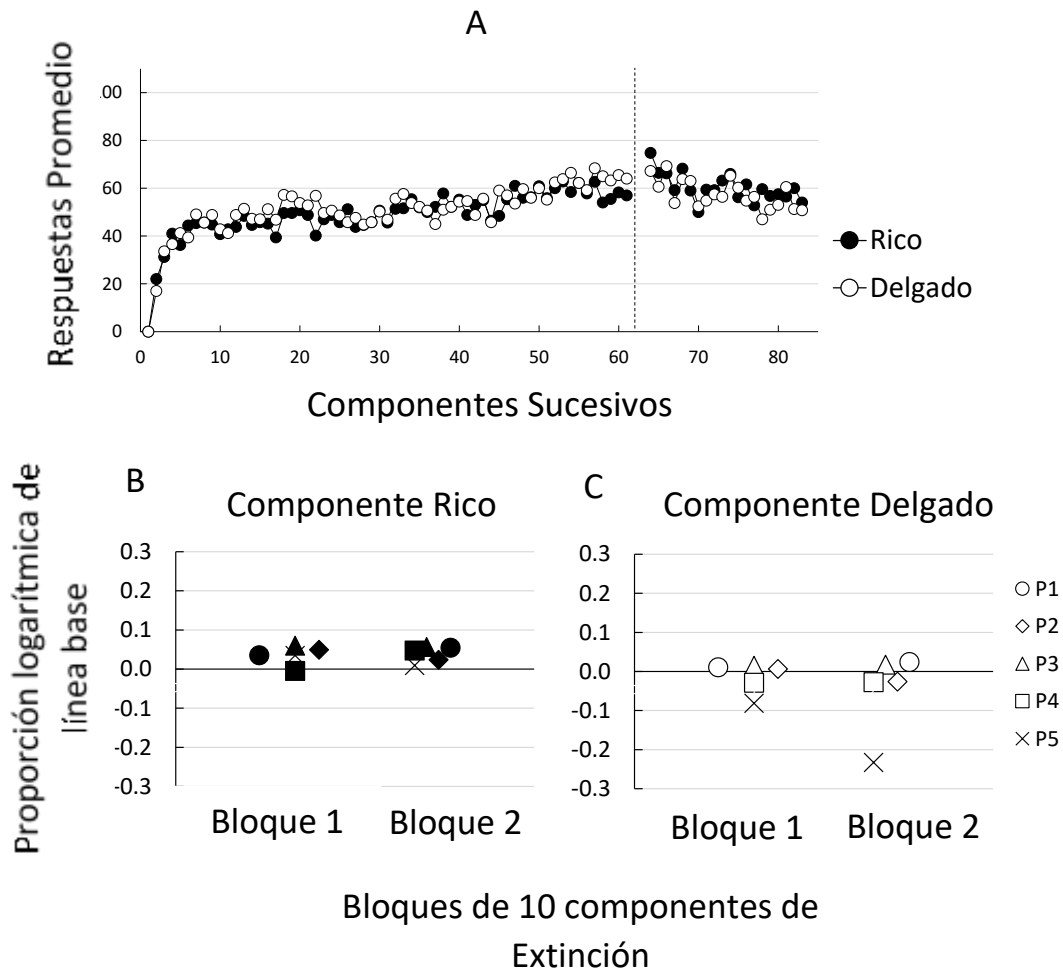 A
Respuestas Promedio
00
80
60
40
20
0
0 10 20 30 40 50 60 70 80
Rico
Delgado
Componentes Sucesivos
B
Componente Rico
C
Componente Delgado
Proporción logarítmica de
línea base
0.3
0.2
0.1
0.0
-0.1
-0.2
-0.3
Bloque 1 Bloque 2
0.3
0.2
0.1
0.0
-0.1
-0.2
-0.3
Bloque 1 Bloque 2
P1
P2
P3
P4
P5
Bloques de 10 componentes de
Extinción